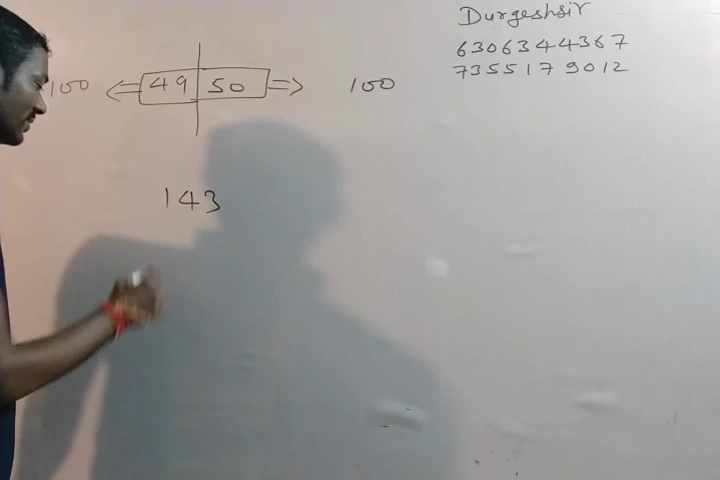 Durgeshsir
6306344367
7355179012
100 ⇐ 49 50 ⇒ 100
143